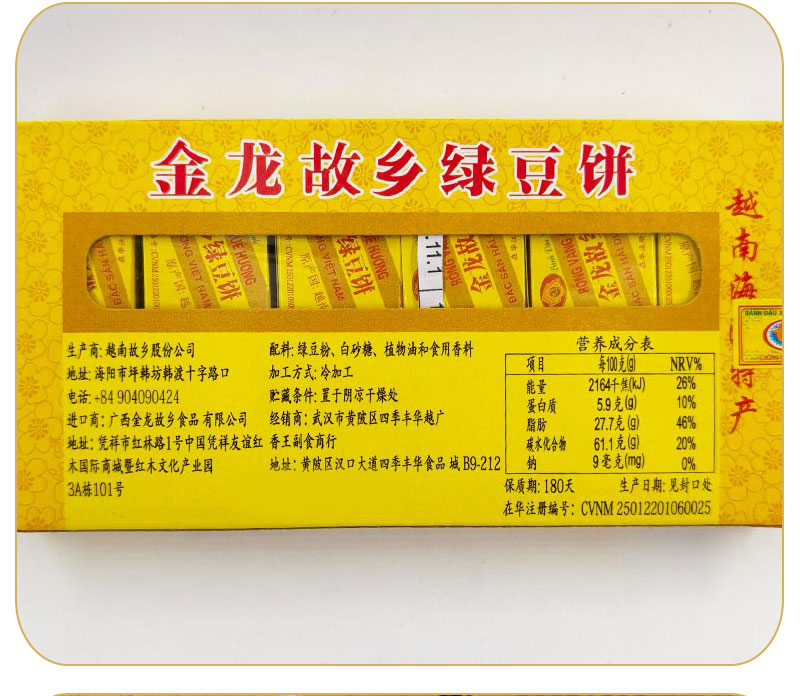 金龙故乡绿豆饼
越南海
特产
生产商: 越南故乡股份公司
地址: 海阳市坪韩坊韩渡十字路口
电话: +84 904090424
进口商: 广西金龙故乡食品有限公司
地址: 凭祥市红林路1号中国凭祥友谊红
木国际商城暨红木文化产业园
3A栋101号
配料: 绿豆粉、白砂糖、植物油和食用香料
加工方式: 冷加工
贮藏条件: 置于阴凉干燥处
经销商: 武汉市黄陂区四季丰华越广
香王副食商行
地址: 黄陂区汉口大道四季丰华食品 城 B9-212
营养成分表
项目 每100克(g) NRV%
能量 2164千焦(kJ) 26%
蛋白质 5.9克(g) 10%
脂肪 27.7克(g) 46%
碳水化合物 61.1克(g) 20%
钠 9毫克(mg) 0%
保质期: 180天 生产日期: 见封口处
在华注册编号: CVNM 25012201060025